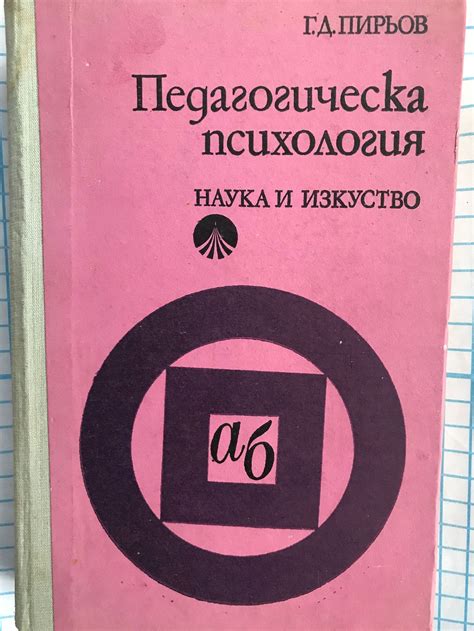 Г.Д.ПИРЬОВ
Педагогическа
психология
НАУКА И ИЗКУСТВО
аб